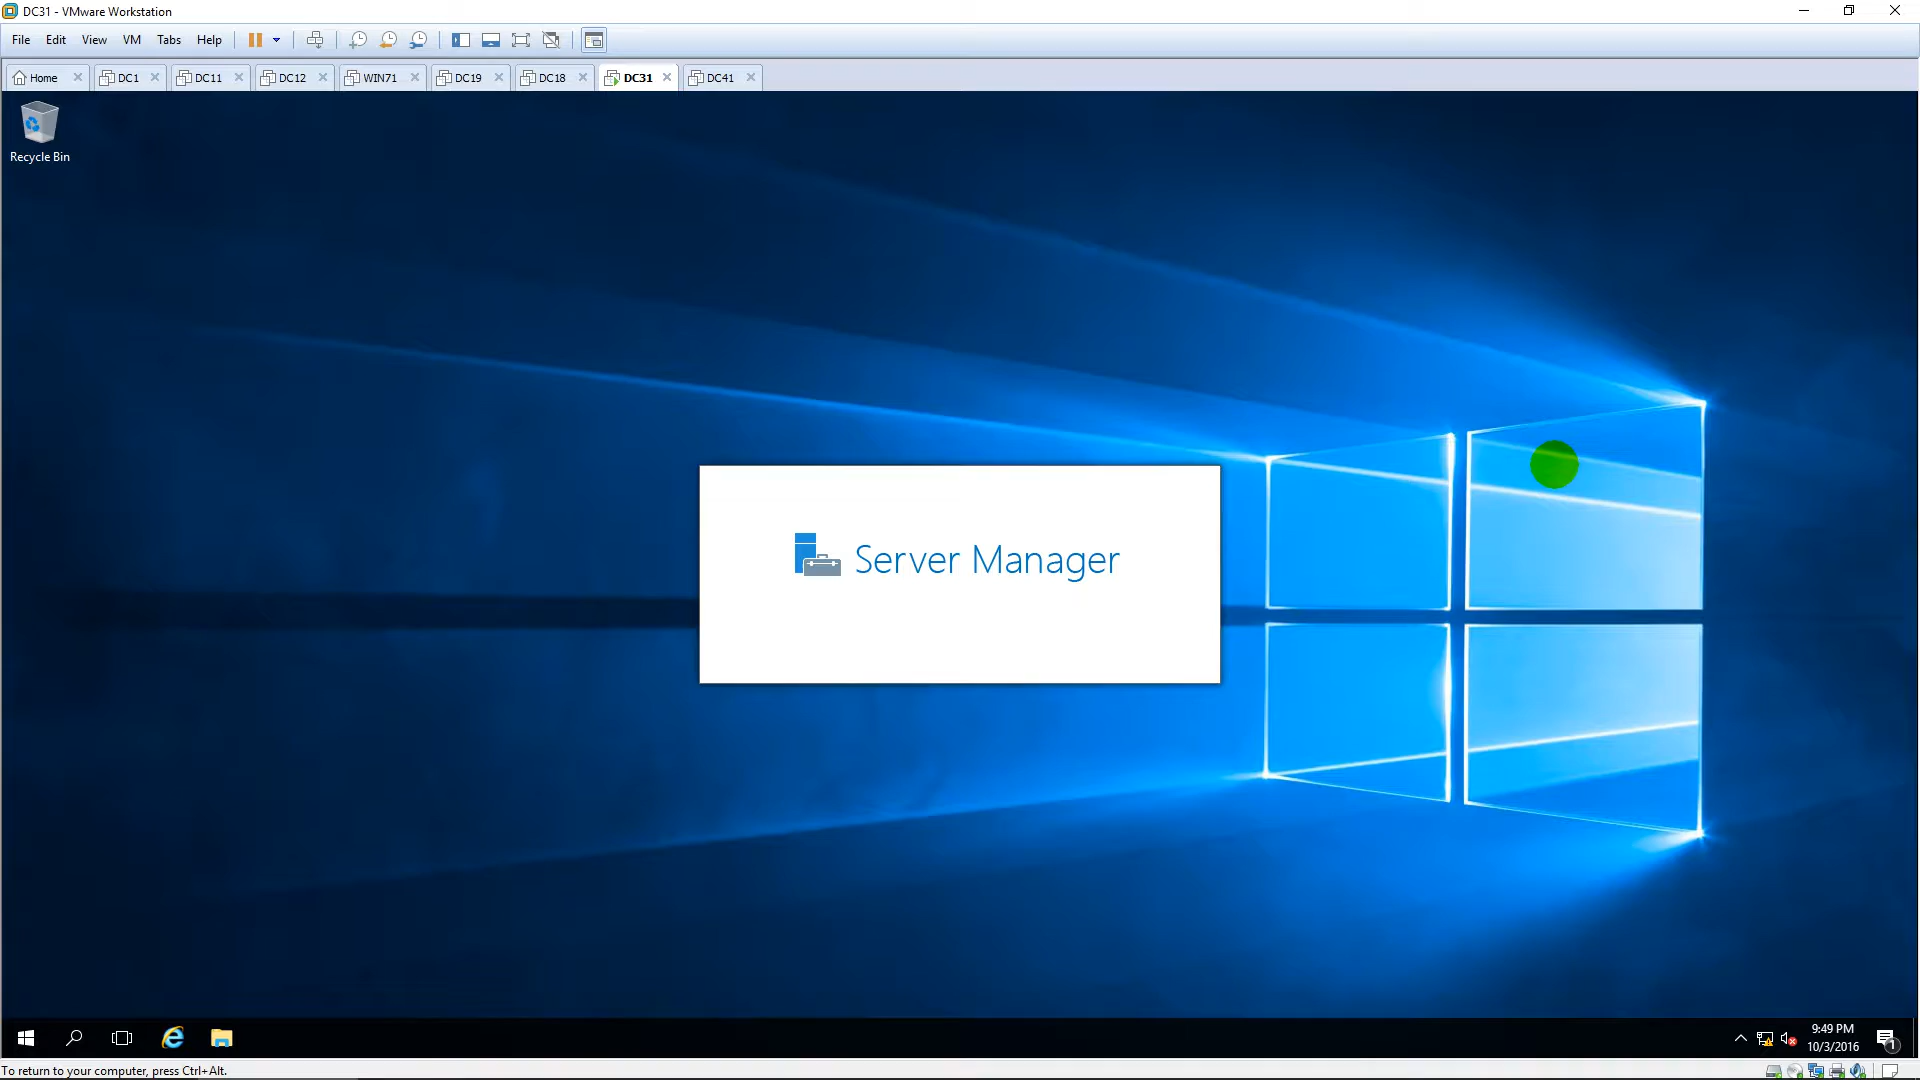 DC31 - VMware Workstation
File Edit View VM Tabs Help
Home DC1 DC11 DC12 WIN71 DC19 DC18 DC31 DC41
Recycle Bin
Server Manager
9:49 PM
10/3/2016
1
To return to your computer, press Ctrl+Alt.